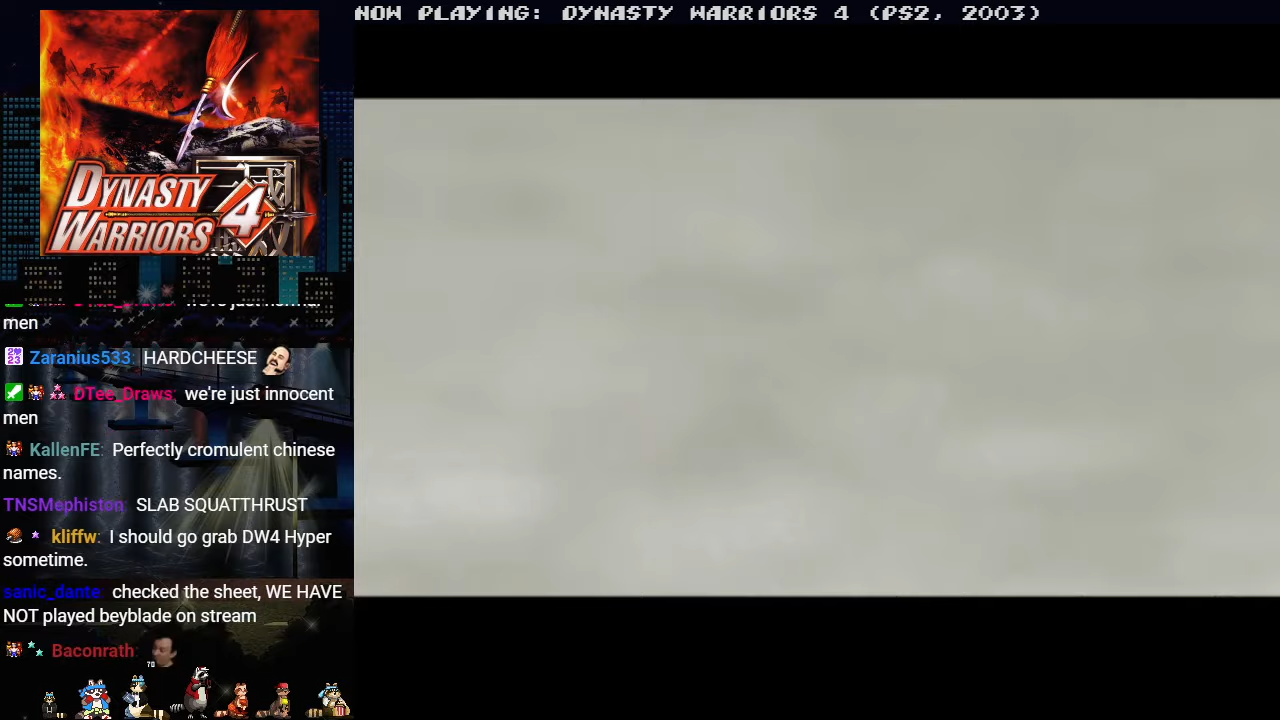 NOW PLAYING: DYNASTY WARRIORS 4 (PS2, 2003)
DYNASTY
WARRIORS 4
men
Zaranius533: HARDCHEESE
DTee_Draws: we're just innocent
men
KallenFE: Perfectly cromulent chinese
names.
TNSMephiston: SLAB SQUATTHRUST
kliffw: I should go grab DW4 Hyper
sometime.
sanic_dante: checked the sheet, WE HAVE
NOT played beyblade on stream
Baconrath: